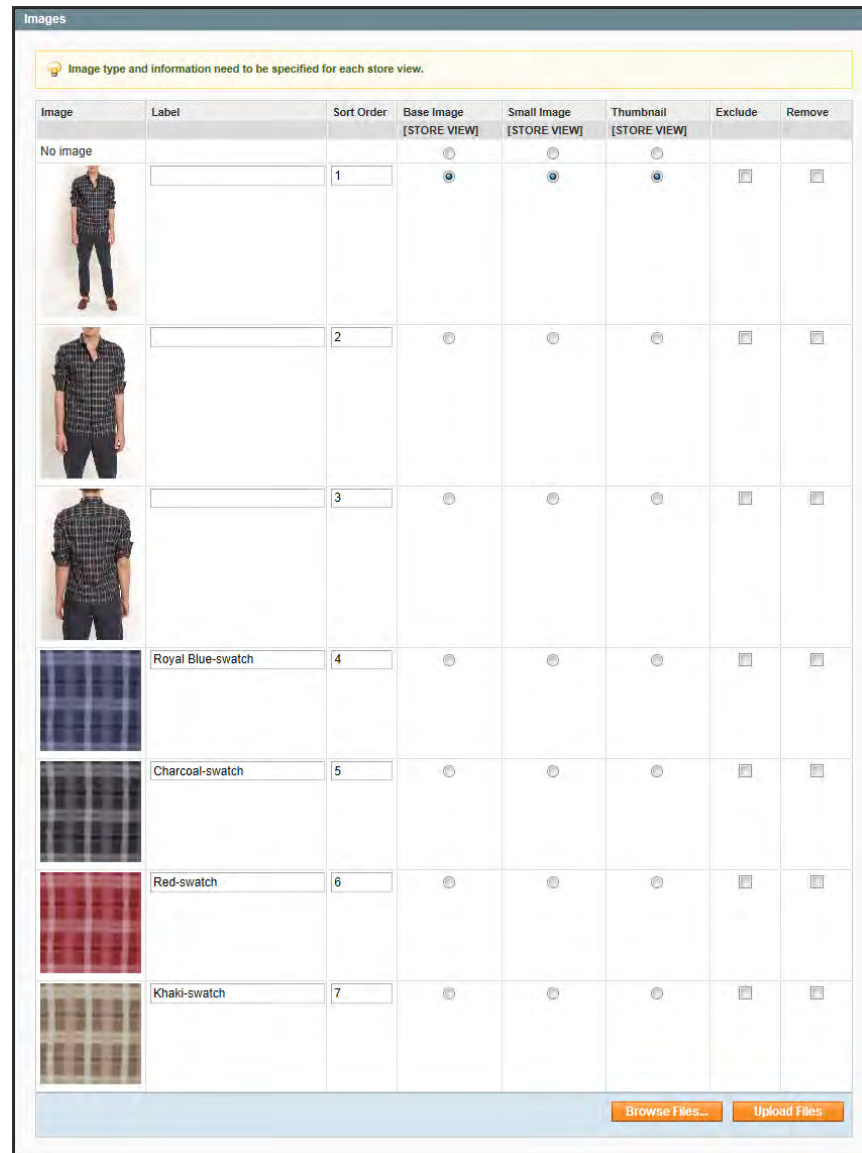 Images
Image type and information need to be specified for each store view.
Image Label Sort Order Base Image Small Image Thumbnail Exclude Remove
[STORE VIEW] [STORE VIEW] [STORE VIEW]
No image
1
2
3
Royal Blue-swatch 4
Charcoal-swatch 5
Red-swatch 6
Khaki-swatch 7
Browse Files... Upload Files